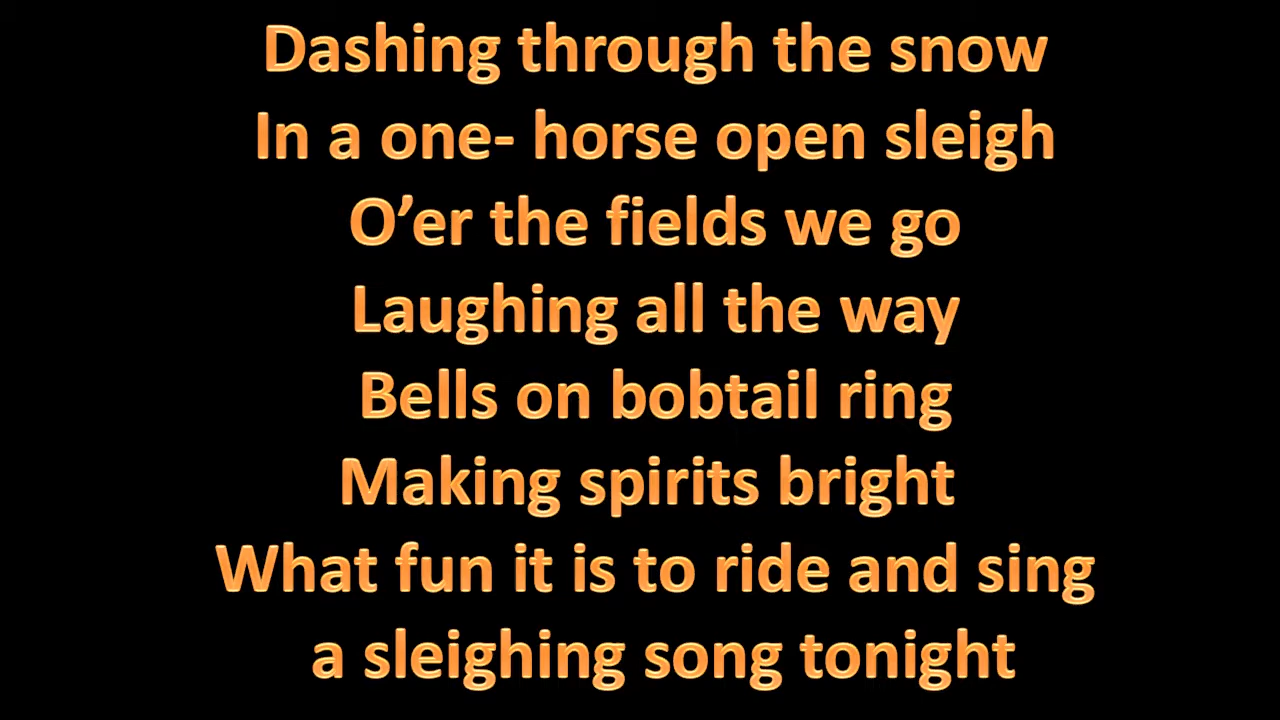 Dashing through the snow
In a one- horse open sleigh
O’er the fields we go
Laughing all the way
Bells on bobtail ring
Making spirits bright
What fun it is to ride and sing
a sleighing song tonight